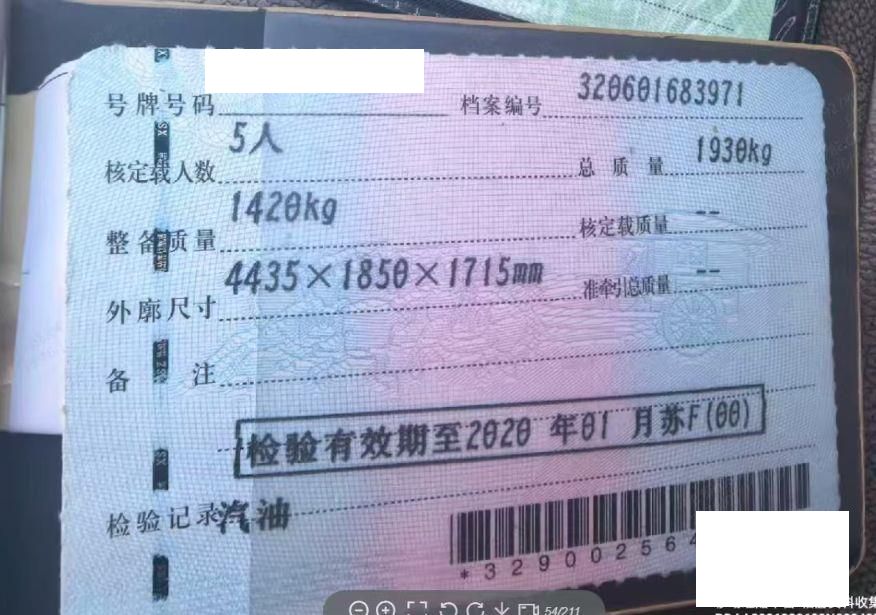 号牌号码 档案编号 320601683971
核定载人数 5人 总质量 1930kg
整备质量 1420kg 核定载质量 --
外廓尺寸 4435×1850×1715mm 准牵引总质量 --
备注
检验有效期至2020 年01 月苏F(00)
检验记录 汽油
*329002564
54/211